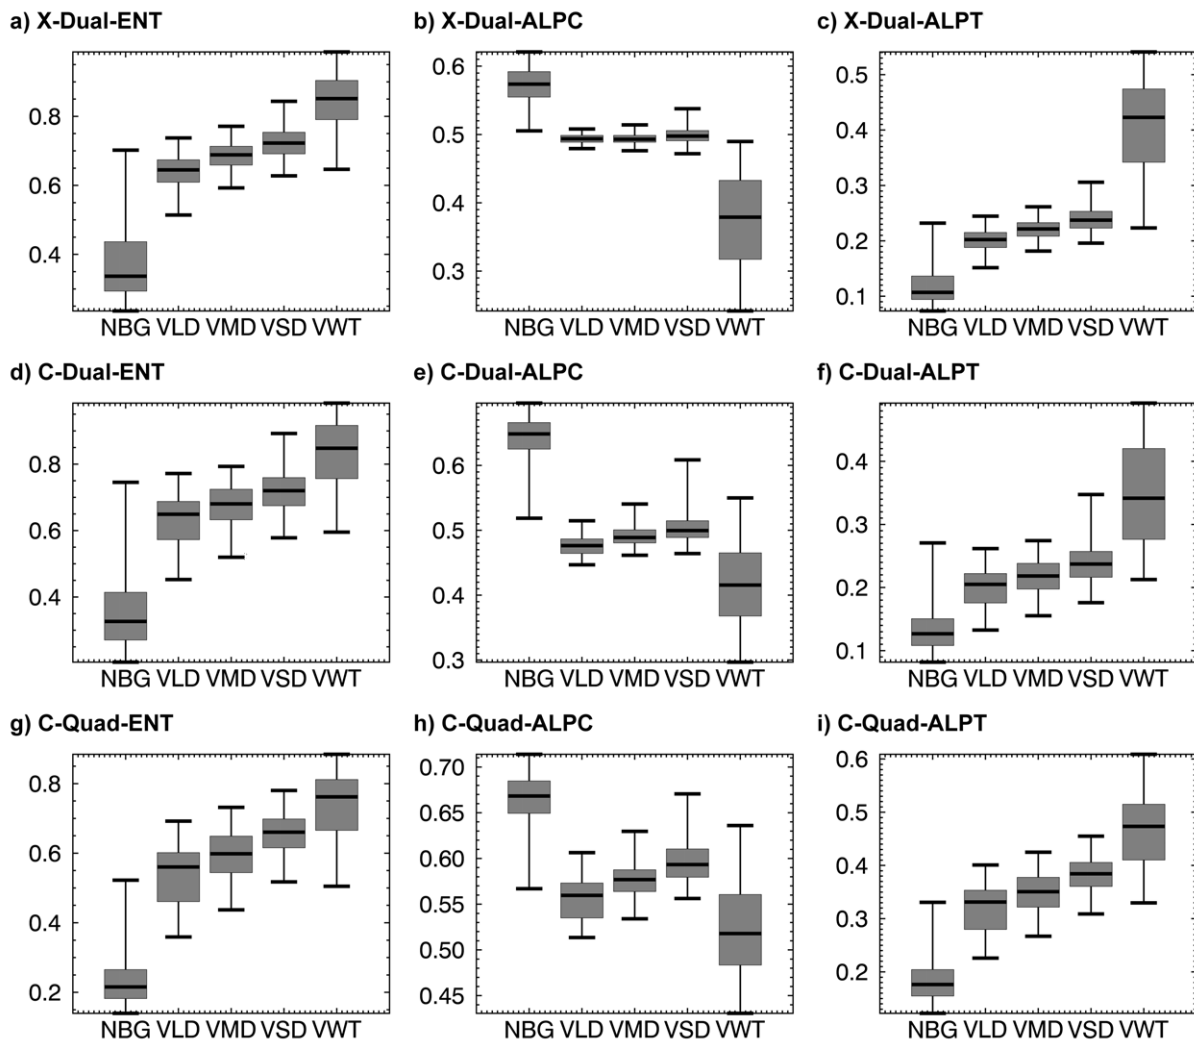 a) X-Dual-ENT
b) X-Dual-ALPC
c) X-Dual-ALPT
0.8
0.6
0.4
NBG VLD VMD VSD VWT
0.6
0.5
0.4
0.3
NBG VLD VMD VSD VWT
0.5
0.4
0.3
0.2
0.1
NBG VLD VMD VSD VWT
d) C-Dual-ENT
e) C-Dual-ALPC
f) C-Dual-ALPT
0.8
0.6
0.4
NBG VLD VMD VSD VWT
0.6
0.5
0.4
0.3
NBG VLD VMD VSD VWT
0.4
0.3
0.2
0.1
NBG VLD VMD VSD VWT
g) C-Quad-ENT
h) C-Quad-ALPC
i) C-Quad-ALPT
0.8
0.6
0.4
0.2
NBG VLD VMD VSD VWT
0.70
0.65
0.60
0.55
0.50
0.45
NBG VLD VMD VSD VWT
0.6
0.5
0.4
0.3
0.2
NBG VLD VMD VSD VWT